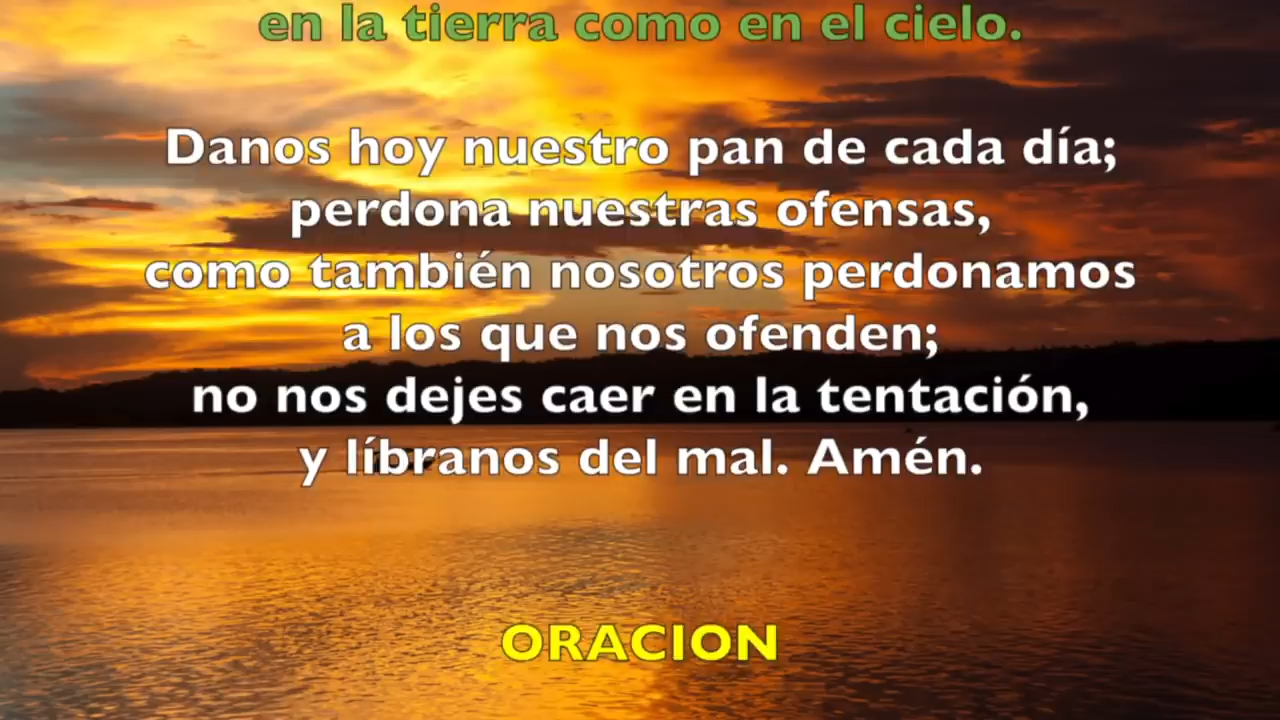 en la tierra como en el cielo.
Danos hoy nuestro pan de cada día;
perdona nuestras ofensas,
como también nosotros perdonamos
a los que nos ofenden;
no nos dejes caer en la tentación,
y líbranos del mal. Amén.
ORACION